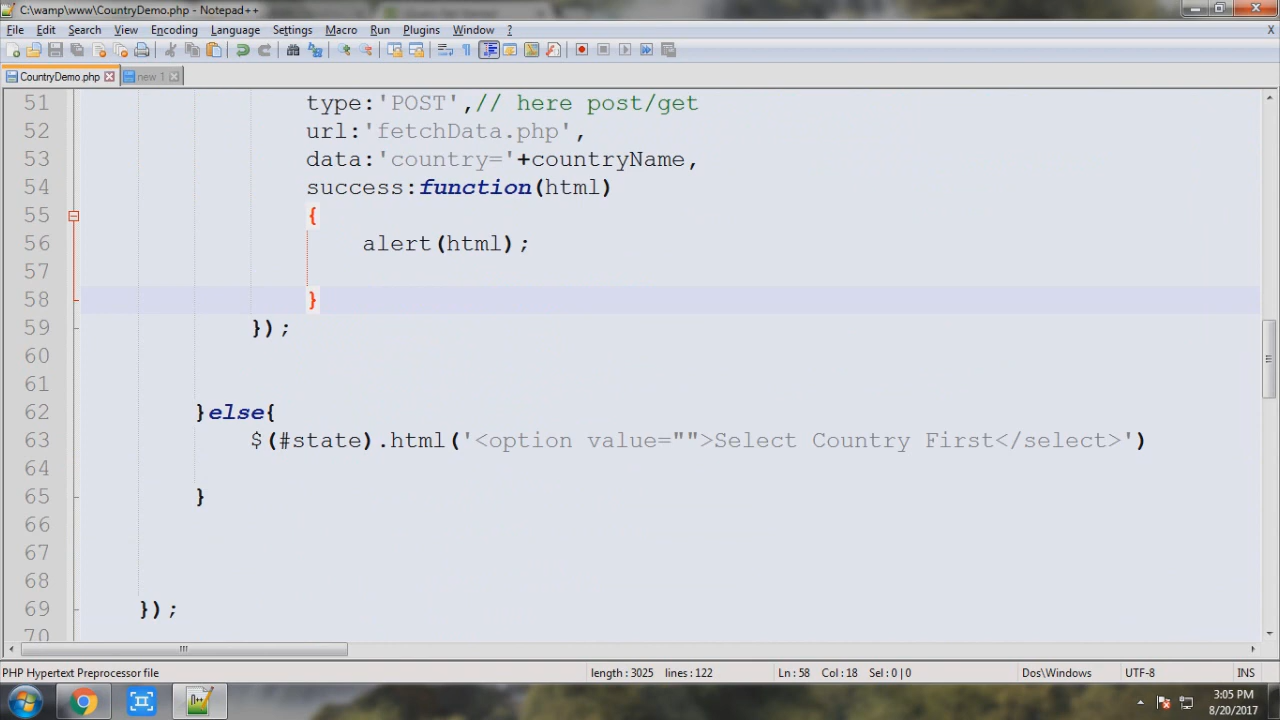 C:\wamp\www\CountryDemo.php - Notepad++
File Edit Search View Encoding Language Settings Macro Run Plugins Window ? X
CountryDemo.php new 1
51 type:'POST',// here post/get
52 url:'fetchData.php',
53 data:'country='+countryName,
54 success:function(html)
55 {
56 alert(html);
57
58 }
59 });
60
61
62 }else{
63 $(#state).html('<option value="">Select Country First</select>')
64
65 }
66
67
68
69 });
70
PHP Hypertext Preprocessor file length : 3025 lines : 122 Ln : 58 Col : 18 Sel : 0 | 0 Dos\Windows UTF-8 INS
3:05 PM
8/20/2017